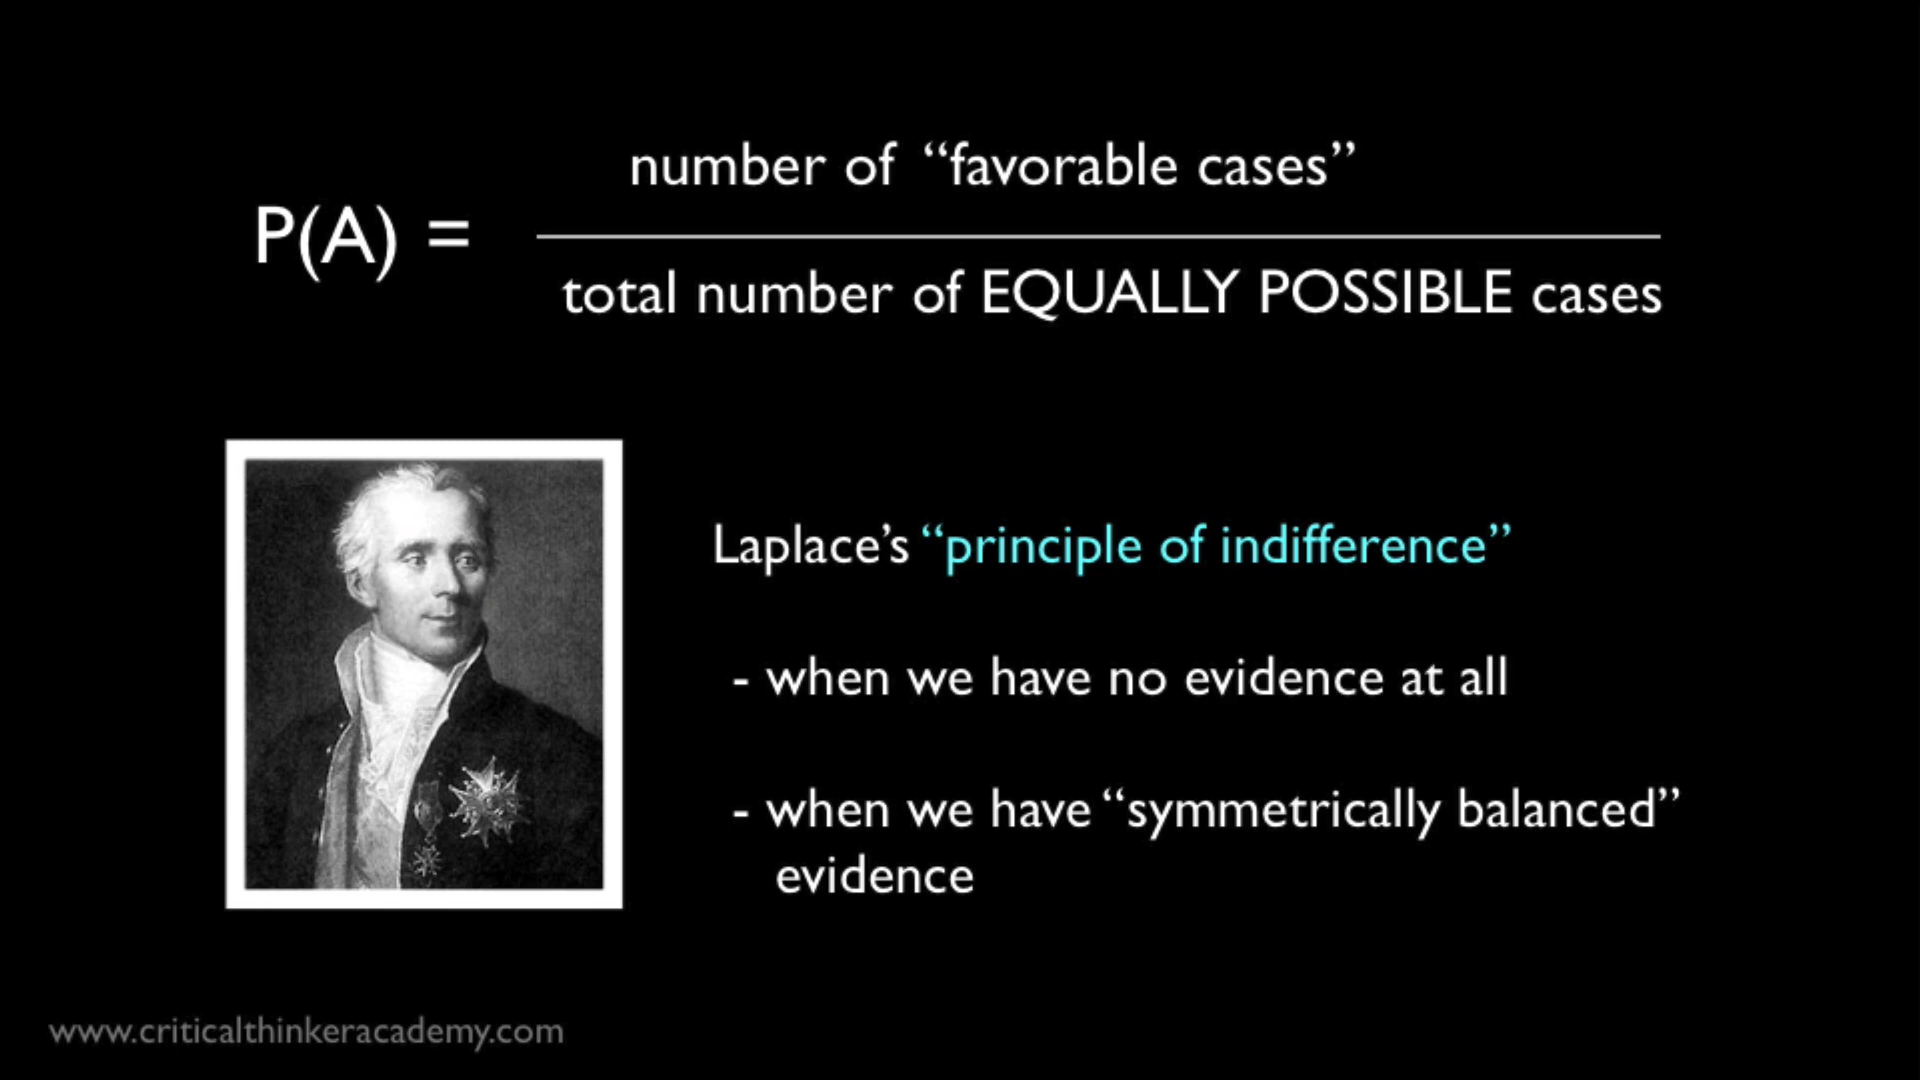 number of “favorable cases”
P(A) =
total number of EQUALLY POSSIBLE cases
Laplace’s “principle of indifference”
- when we have no evidence at all
- when we have “symmetrically balanced”
evidence
www.criticalthinkeracademy.com